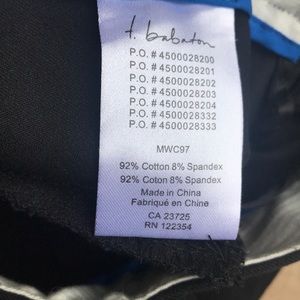 t. babaton
P.O. # 4500028200
P.O. # 4500028201
P.O. # 4500028202
P.O. # 4500028203
P.O. # 4500028204
P.O. # 4500028332
P.O. # 4500028333
MWC97
92% Cotton 8% Spandex
92% Coton 8% Spandex
Made in China
Fabriqué en Chine
CA 23725
RN 122354